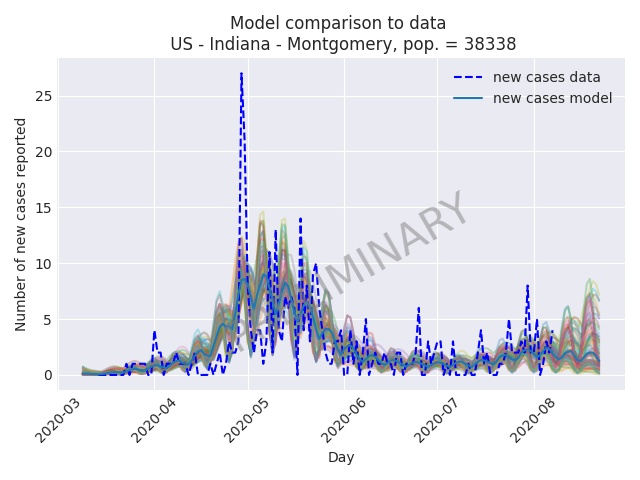 Model comparison to data
US - Indiana - Montgomery, pop. = 38338
new cases data
new cases model
Number of new cases reported
25
20
15
10
5
0
2020-03
2020-04
2020-05
2020-06
2020-07
2020-08
Day